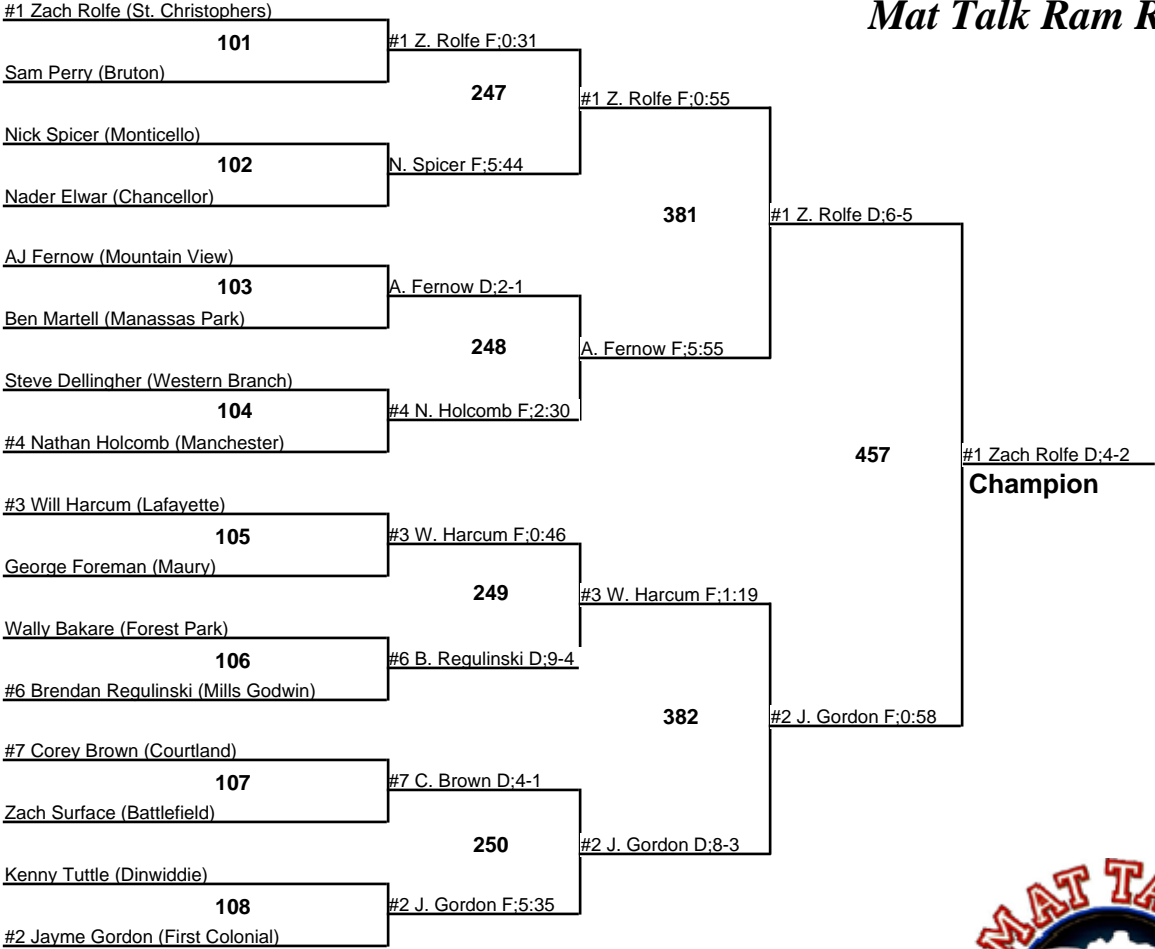 #1 Zach Rolfe (St. Christophers)
Mat Talk Ram R
101
#1 Z. Rolfe F;0:31
Sam Perry (Bruton)
247
#1 Z. Rolfe F;0:55
Nick Spicer (Monticello)
102
N. Spicer F;5:44
Nader Elwar (Chancellor)
381
#1 Z. Rolfe D;6-5
AJ Fernow (Mountain View)
103
A. Fernow D;2-1
Ben Martell (Manassas Park)
248
A. Fernow F;5:55
Steve Dellingher (Western Branch)
104
#4 N. Holcomb F;2:30
#4 Nathan Holcomb (Manchester)
457
#1 Zach Rolfe D;4-2
Champion
#3 Will Harcum (Lafayette)
105
#3 W. Harcum F;0:46
George Foreman (Maury)
249
#3 W. Harcum F;1:19
Wally Bakare (Forest Park)
106
#6 B. Regulinski D;9-4
#6 Brendan Regulinski (Mills Godwin)
382
#2 J. Gordon F;0:58
#7 Corey Brown (Courtland)
107
#7 C. Brown D;4-1
Zach Surface (Battlefield)
250
#2 J. Gordon D;8-3
Kenny Tuttle (Dinwiddie)
108
#2 J. Gordon F;5:35
#2 Jayme Gordon (First Colonial)
MAT TA